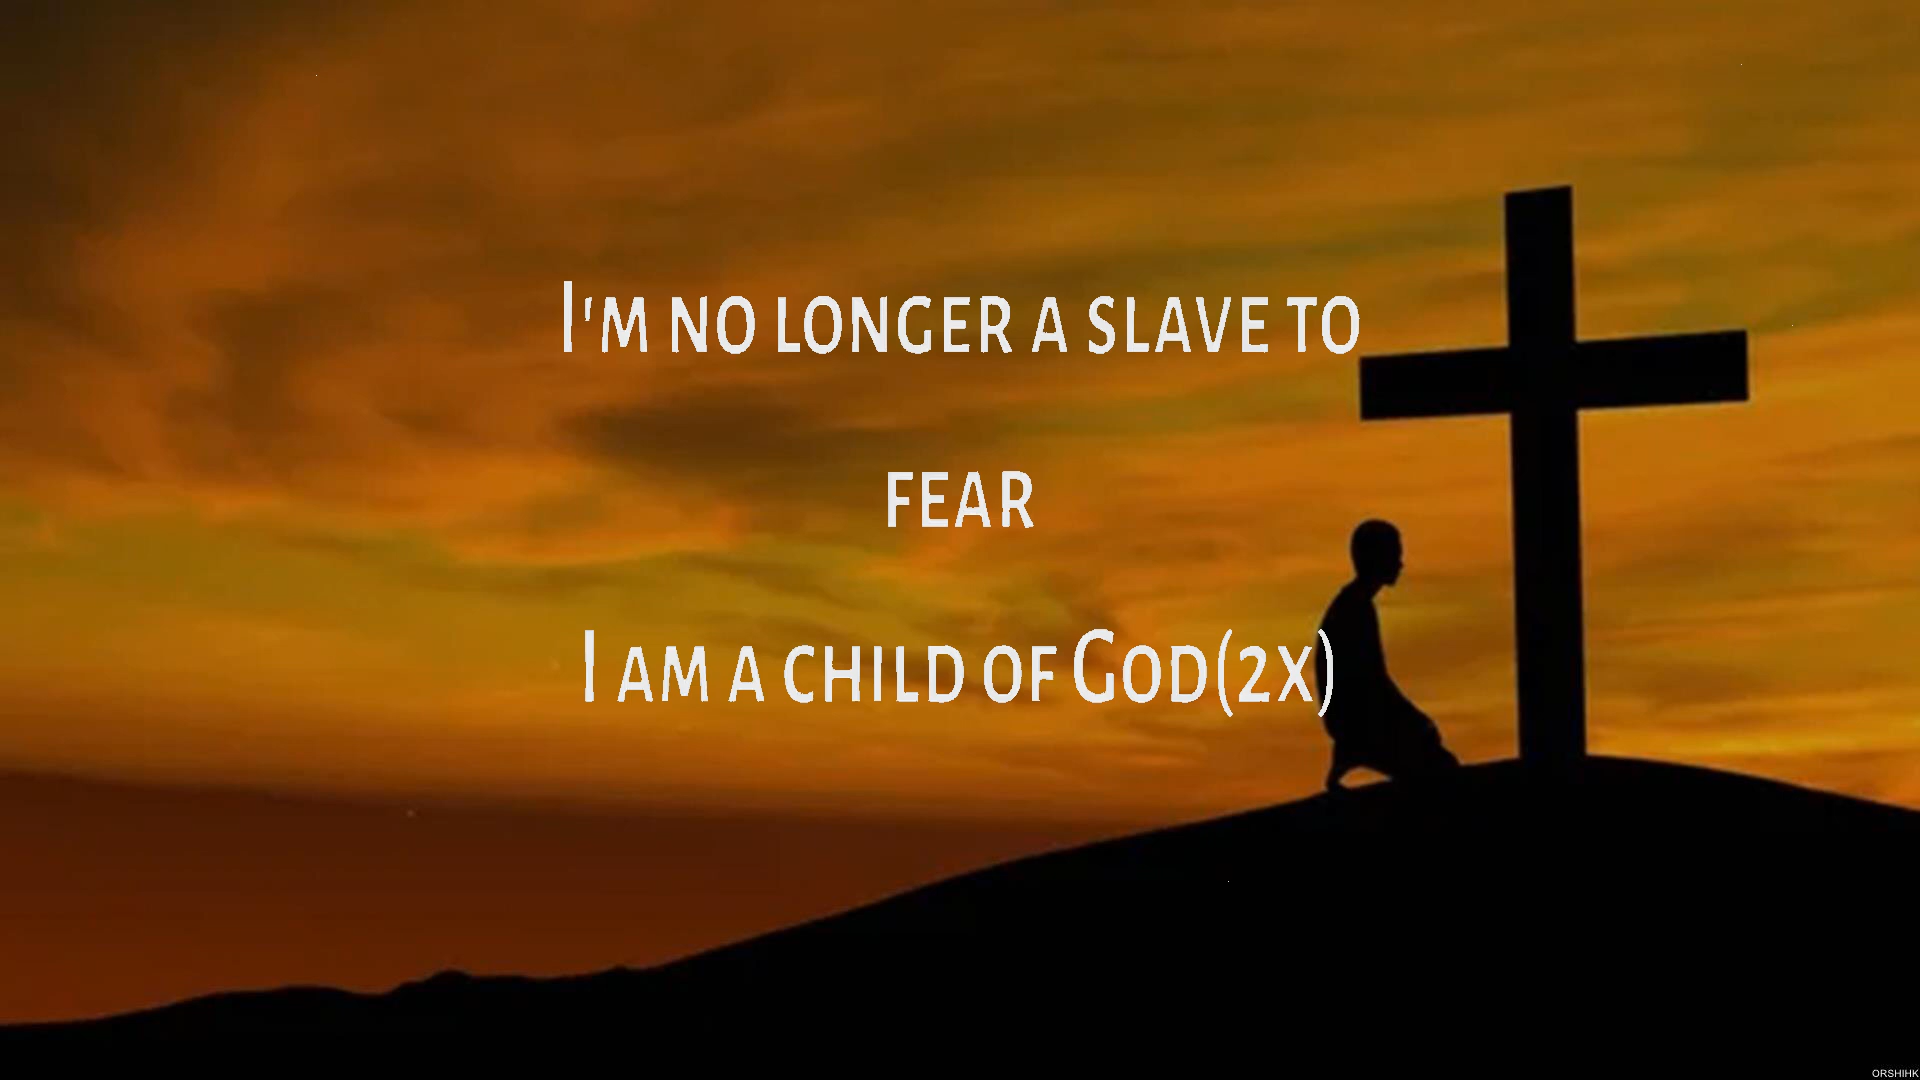 I'm no longer a slave to
fear
I am a child of God(2x)
ORSHIHK